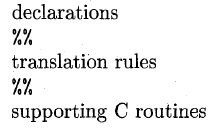 declarations
%%
translation rules
%%
supporting C routines